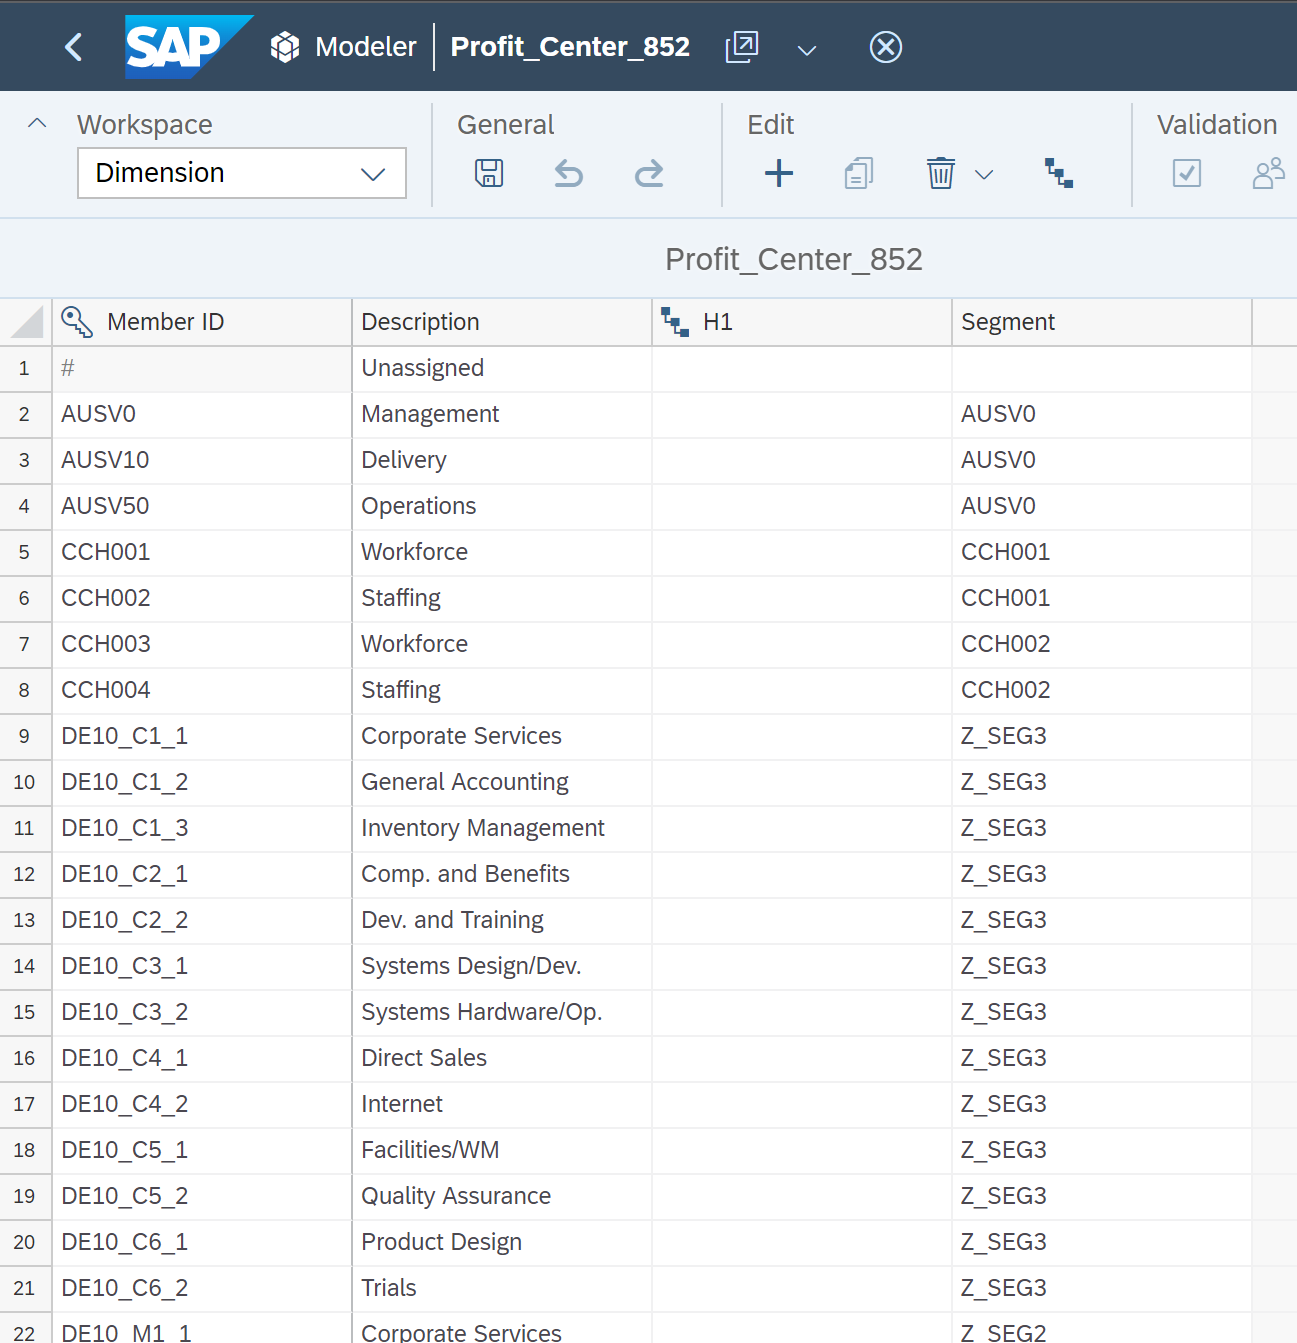 SAP Modeler Profit_Center_852
Workspace General Edit Validation
Dimension
Profit_Center_852
Member ID Description H1 Segment
1 # Unassigned
2 AUSV0 Management AUSV0
3 AUSV10 Delivery AUSV0
4 AUSV50 Operations AUSV0
5 CCH001 Workforce CCH001
6 CCH002 Staffing CCH001
7 CCH003 Workforce CCH002
8 CCH004 Staffing CCH002
9 DE10_C1_1 Corporate Services Z_SEG3
10 DE10_C1_2 General Accounting Z_SEG3
11 DE10_C1_3 Inventory Management Z_SEG3
12 DE10_C2_1 Comp. and Benefits Z_SEG3
13 DE10_C2_2 Dev. and Training Z_SEG3
14 DE10_C3_1 Systems Design/Dev. Z_SEG3
15 DE10_C3_2 Systems Hardware/Op. Z_SEG3
16 DE10_C4_1 Direct Sales Z_SEG3
17 DE10_C4_2 Internet Z_SEG3
18 DE10_C5_1 Facilities/WM Z_SEG3
19 DE10_C5_2 Quality Assurance Z_SEG3
20 DE10_C6_1 Product Design Z_SEG3
21 DE10_C6_2 Trials Z_SEG3
22 DE10_M1_1 Corporate Services Z_SEG2